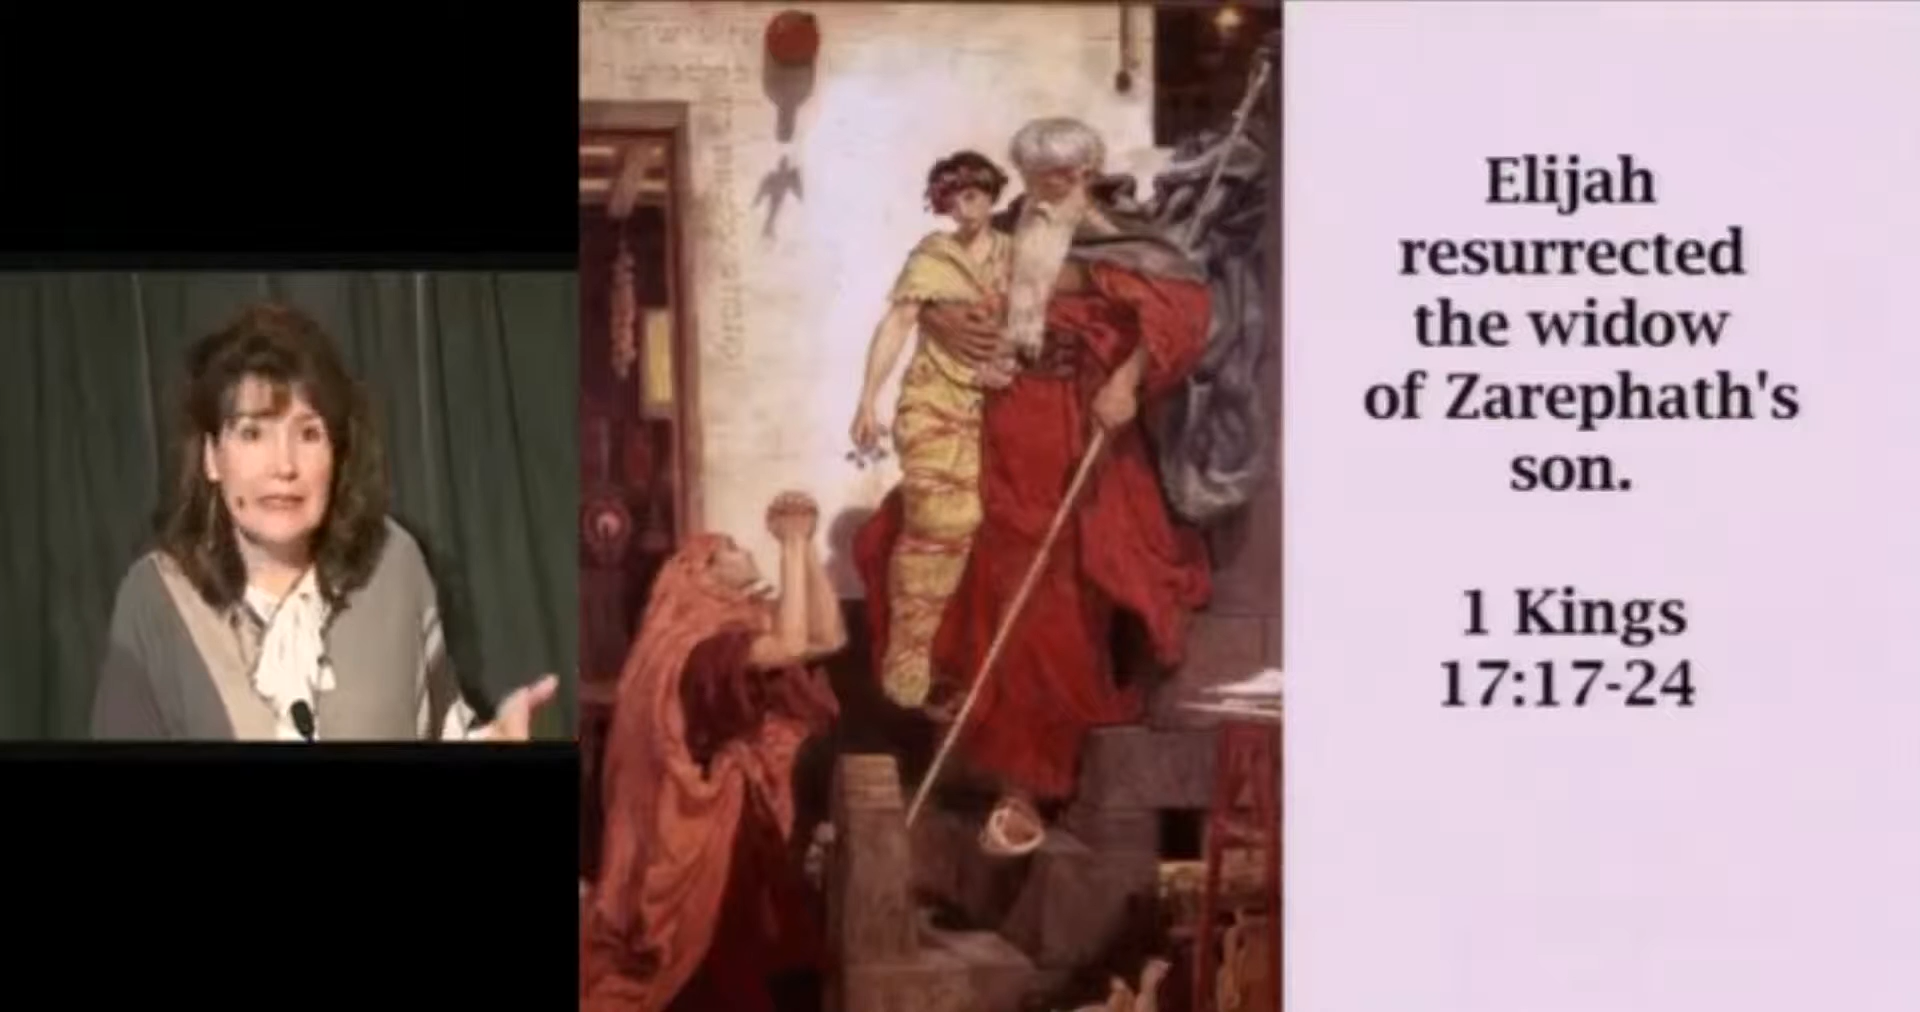 Elijah
resurrected
the widow
of Zarephath's
son.
1 Kings
17:17-24